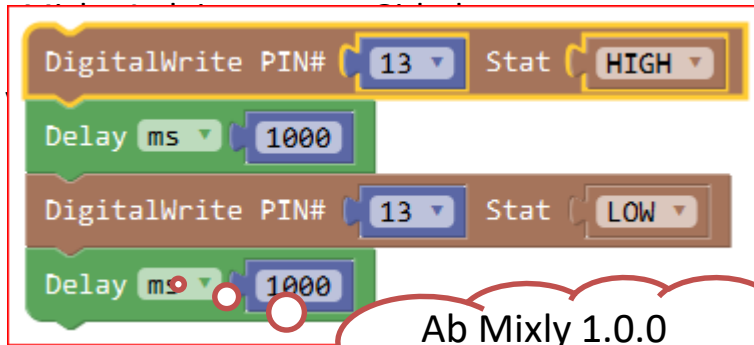 DigitalWrite PIN# 13 Stat HIGH
Delay ms 1000
DigitalWrite PIN# 13 Stat LOW
Delay ms 1000
Ab Mixly 1.0.0